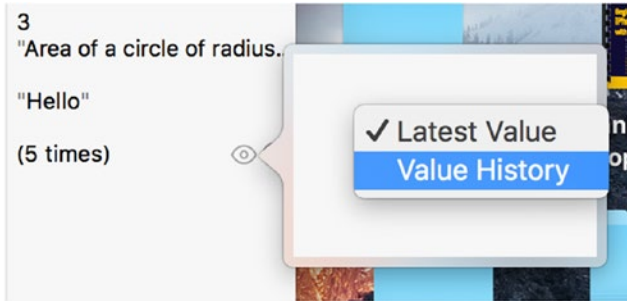 3
"Area of a circle of radius...
"Hello"
(5 times)
✓ Latest Value
Value History